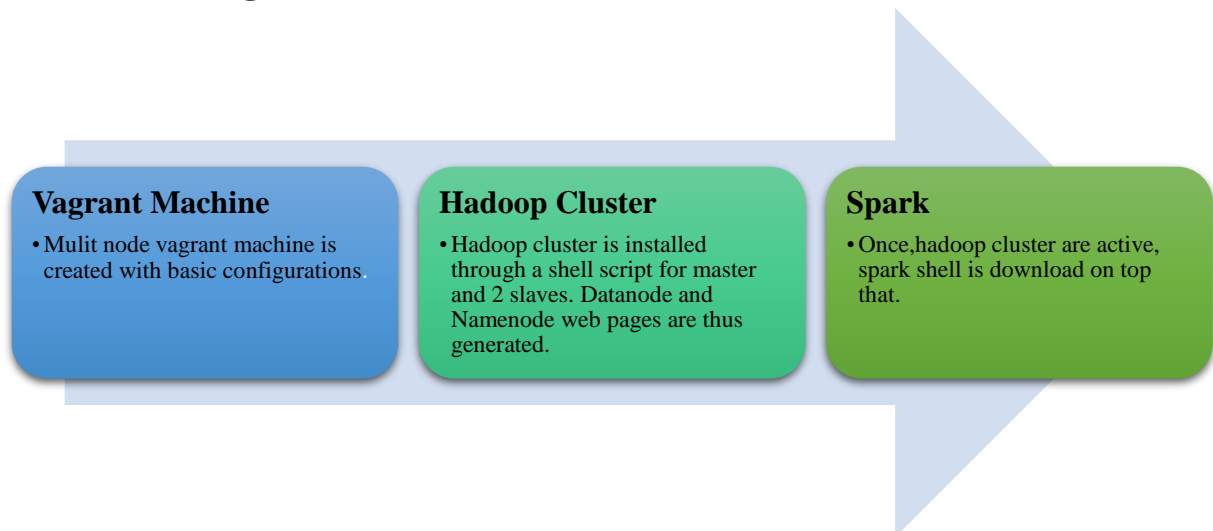 Vagrant Machine
• Mulit node vagrant machine is
created with basic configurations.
Hadoop Cluster
• Hadoop cluster is installed
through a shell script for master
and 2 slaves. Datanode and
Namenode web pages are thus
generated.
Spark
• Once,hadoop cluster are active,
spark shell is download on top
that.